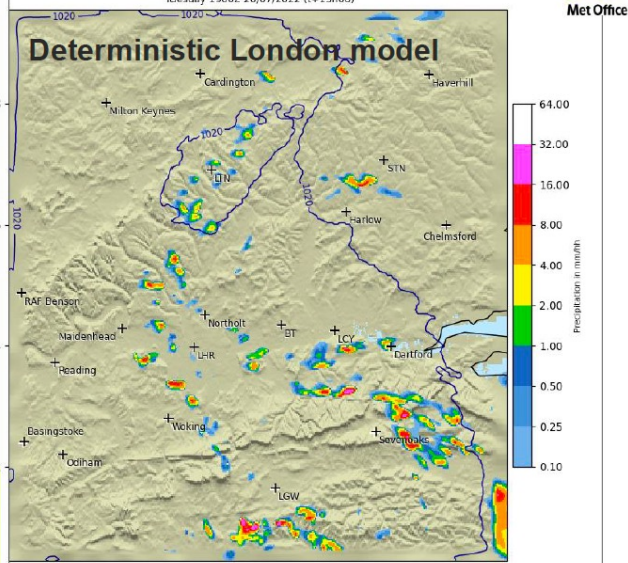 Met Office
1020
1020
Deterministic London model
Cardington
Haverhill
Milton Keynes
1020
STN
LTN
1020
1020
Harlow
Chelmsford
RAF Benson
Northolt
Maidenhead
BT
LCY
LHR
Dartford
Reading
Woking
Basingstoke
Sevenoaks
Odiham
LGW
64.00
32.00
16.00
8.00
4.00
2.00
1.00
0.50
0.25
0.10
Precipitation in mm/hh